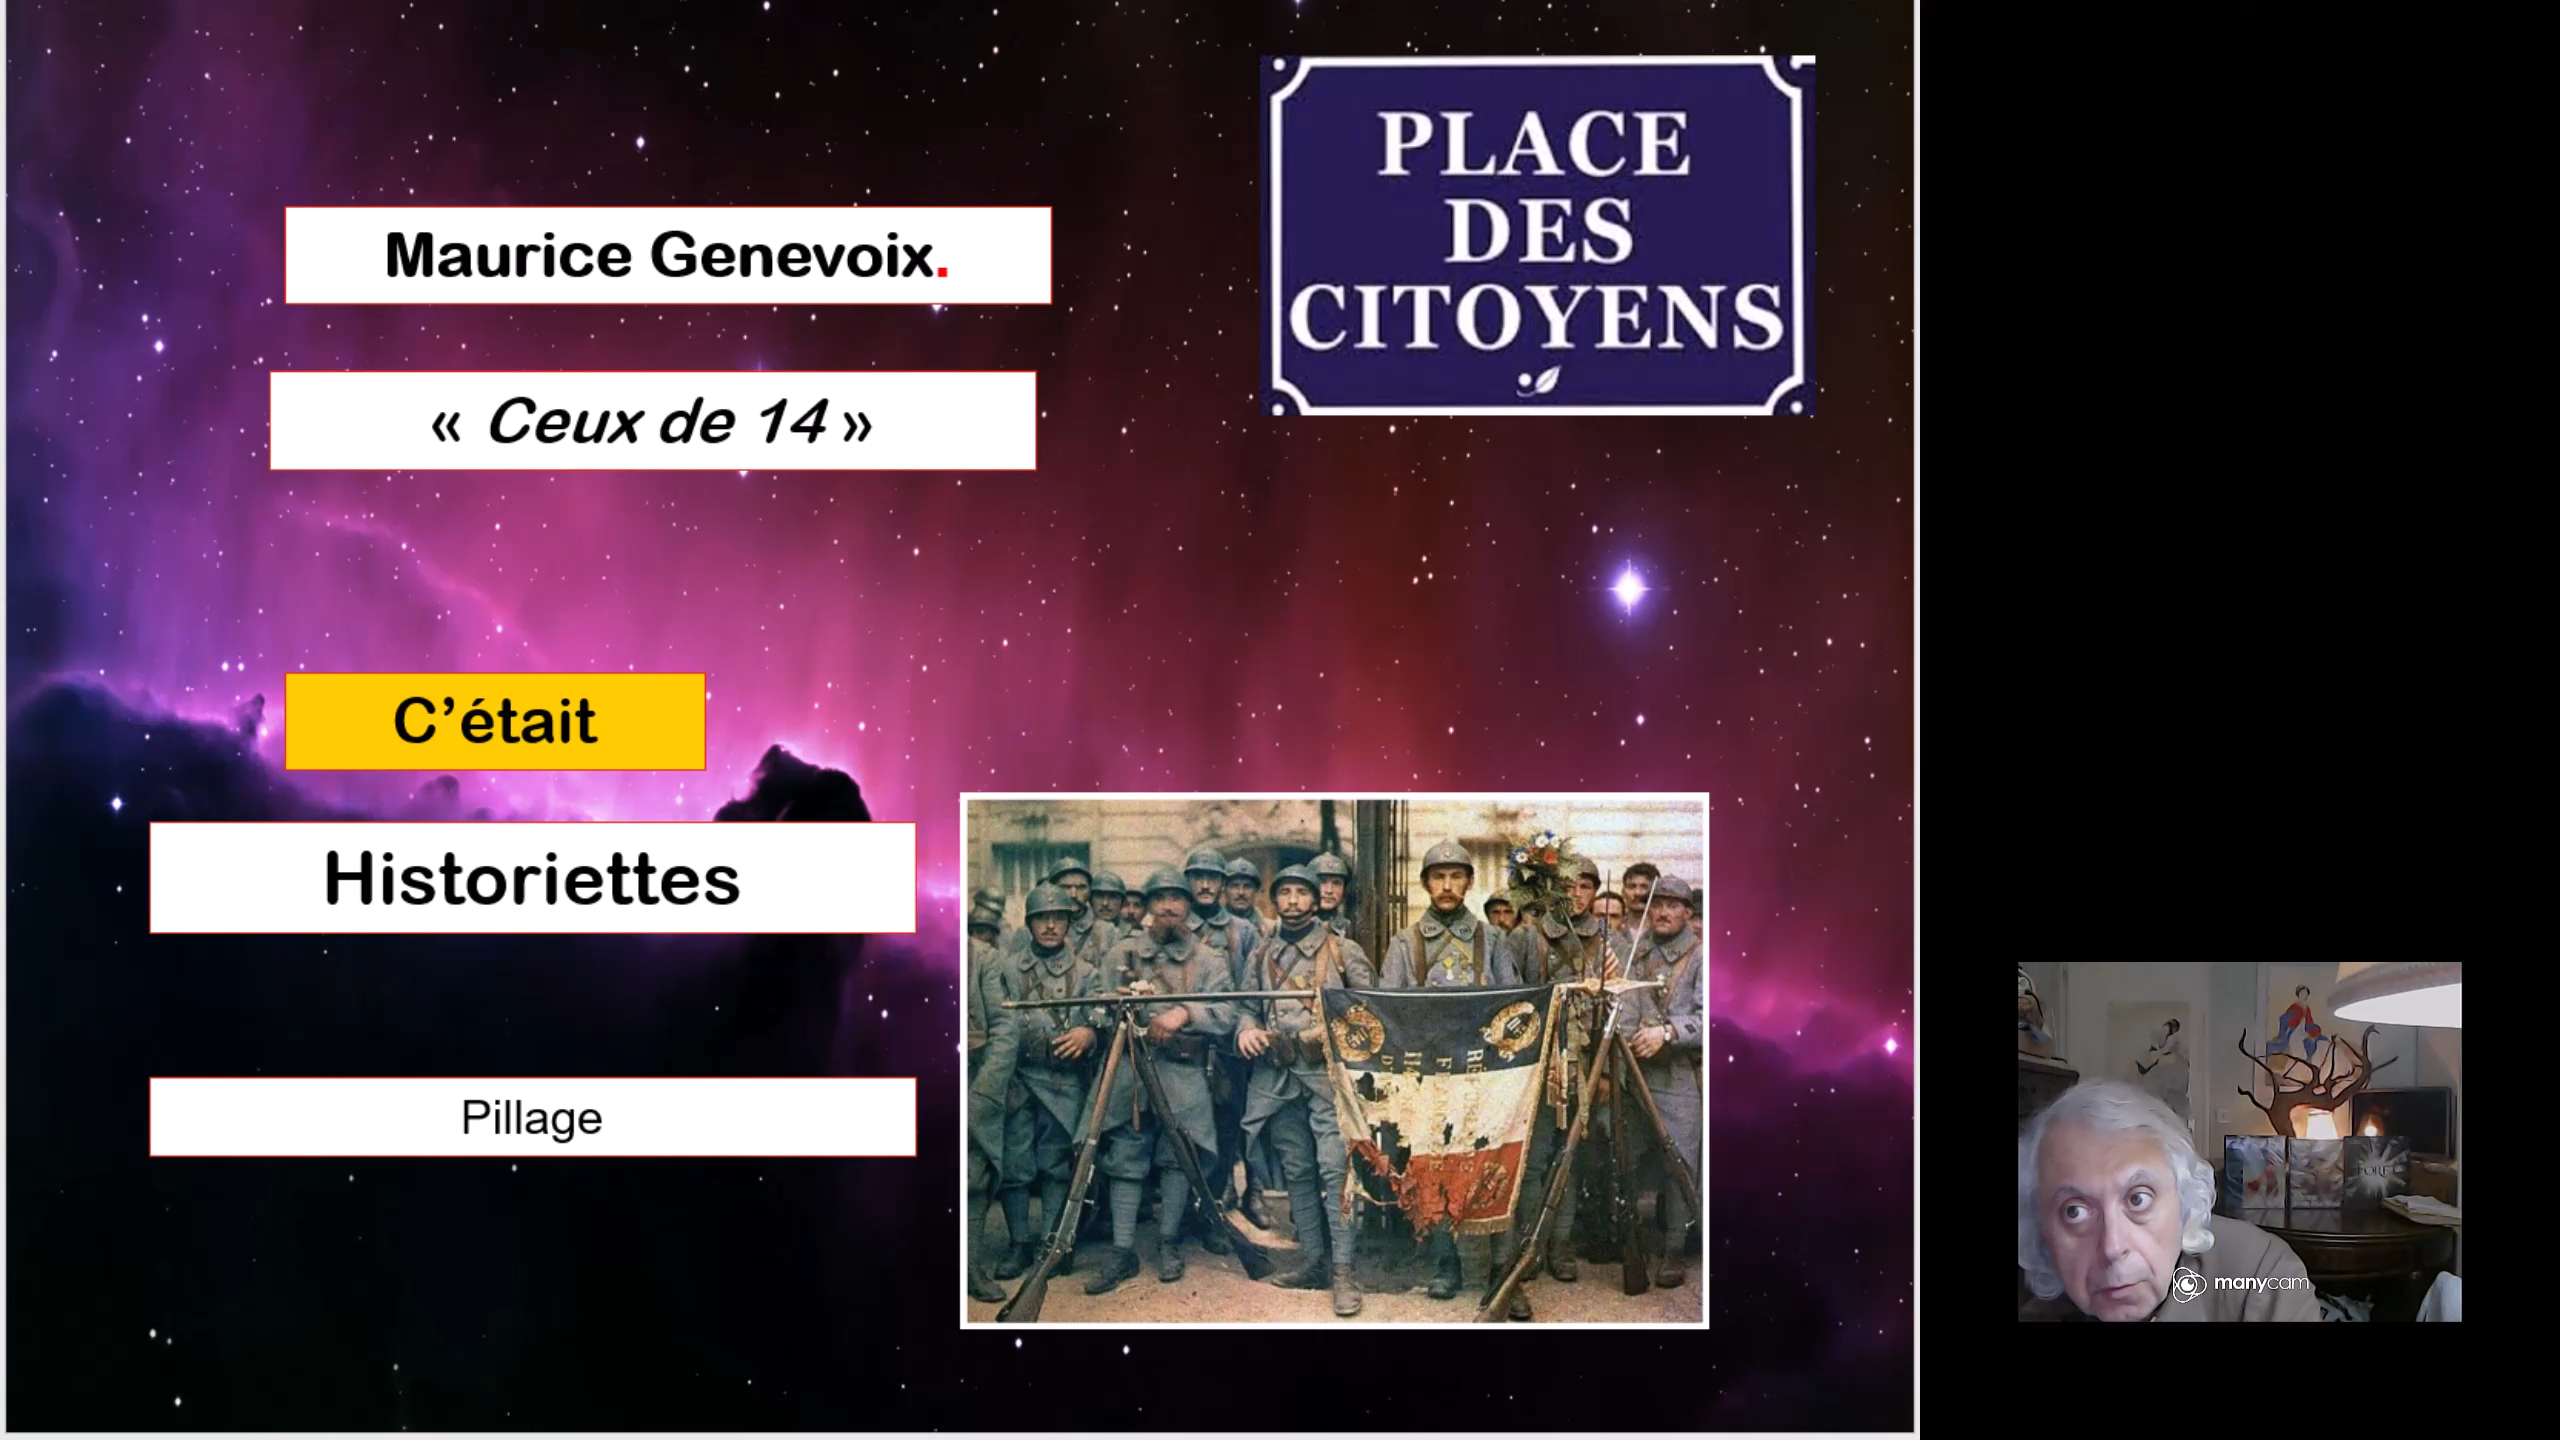 Maurice Genevoix.
« Ceux de 14 »
PLACE
DES
CITOYENS
C’était
Historiettes
Pillage
manycam